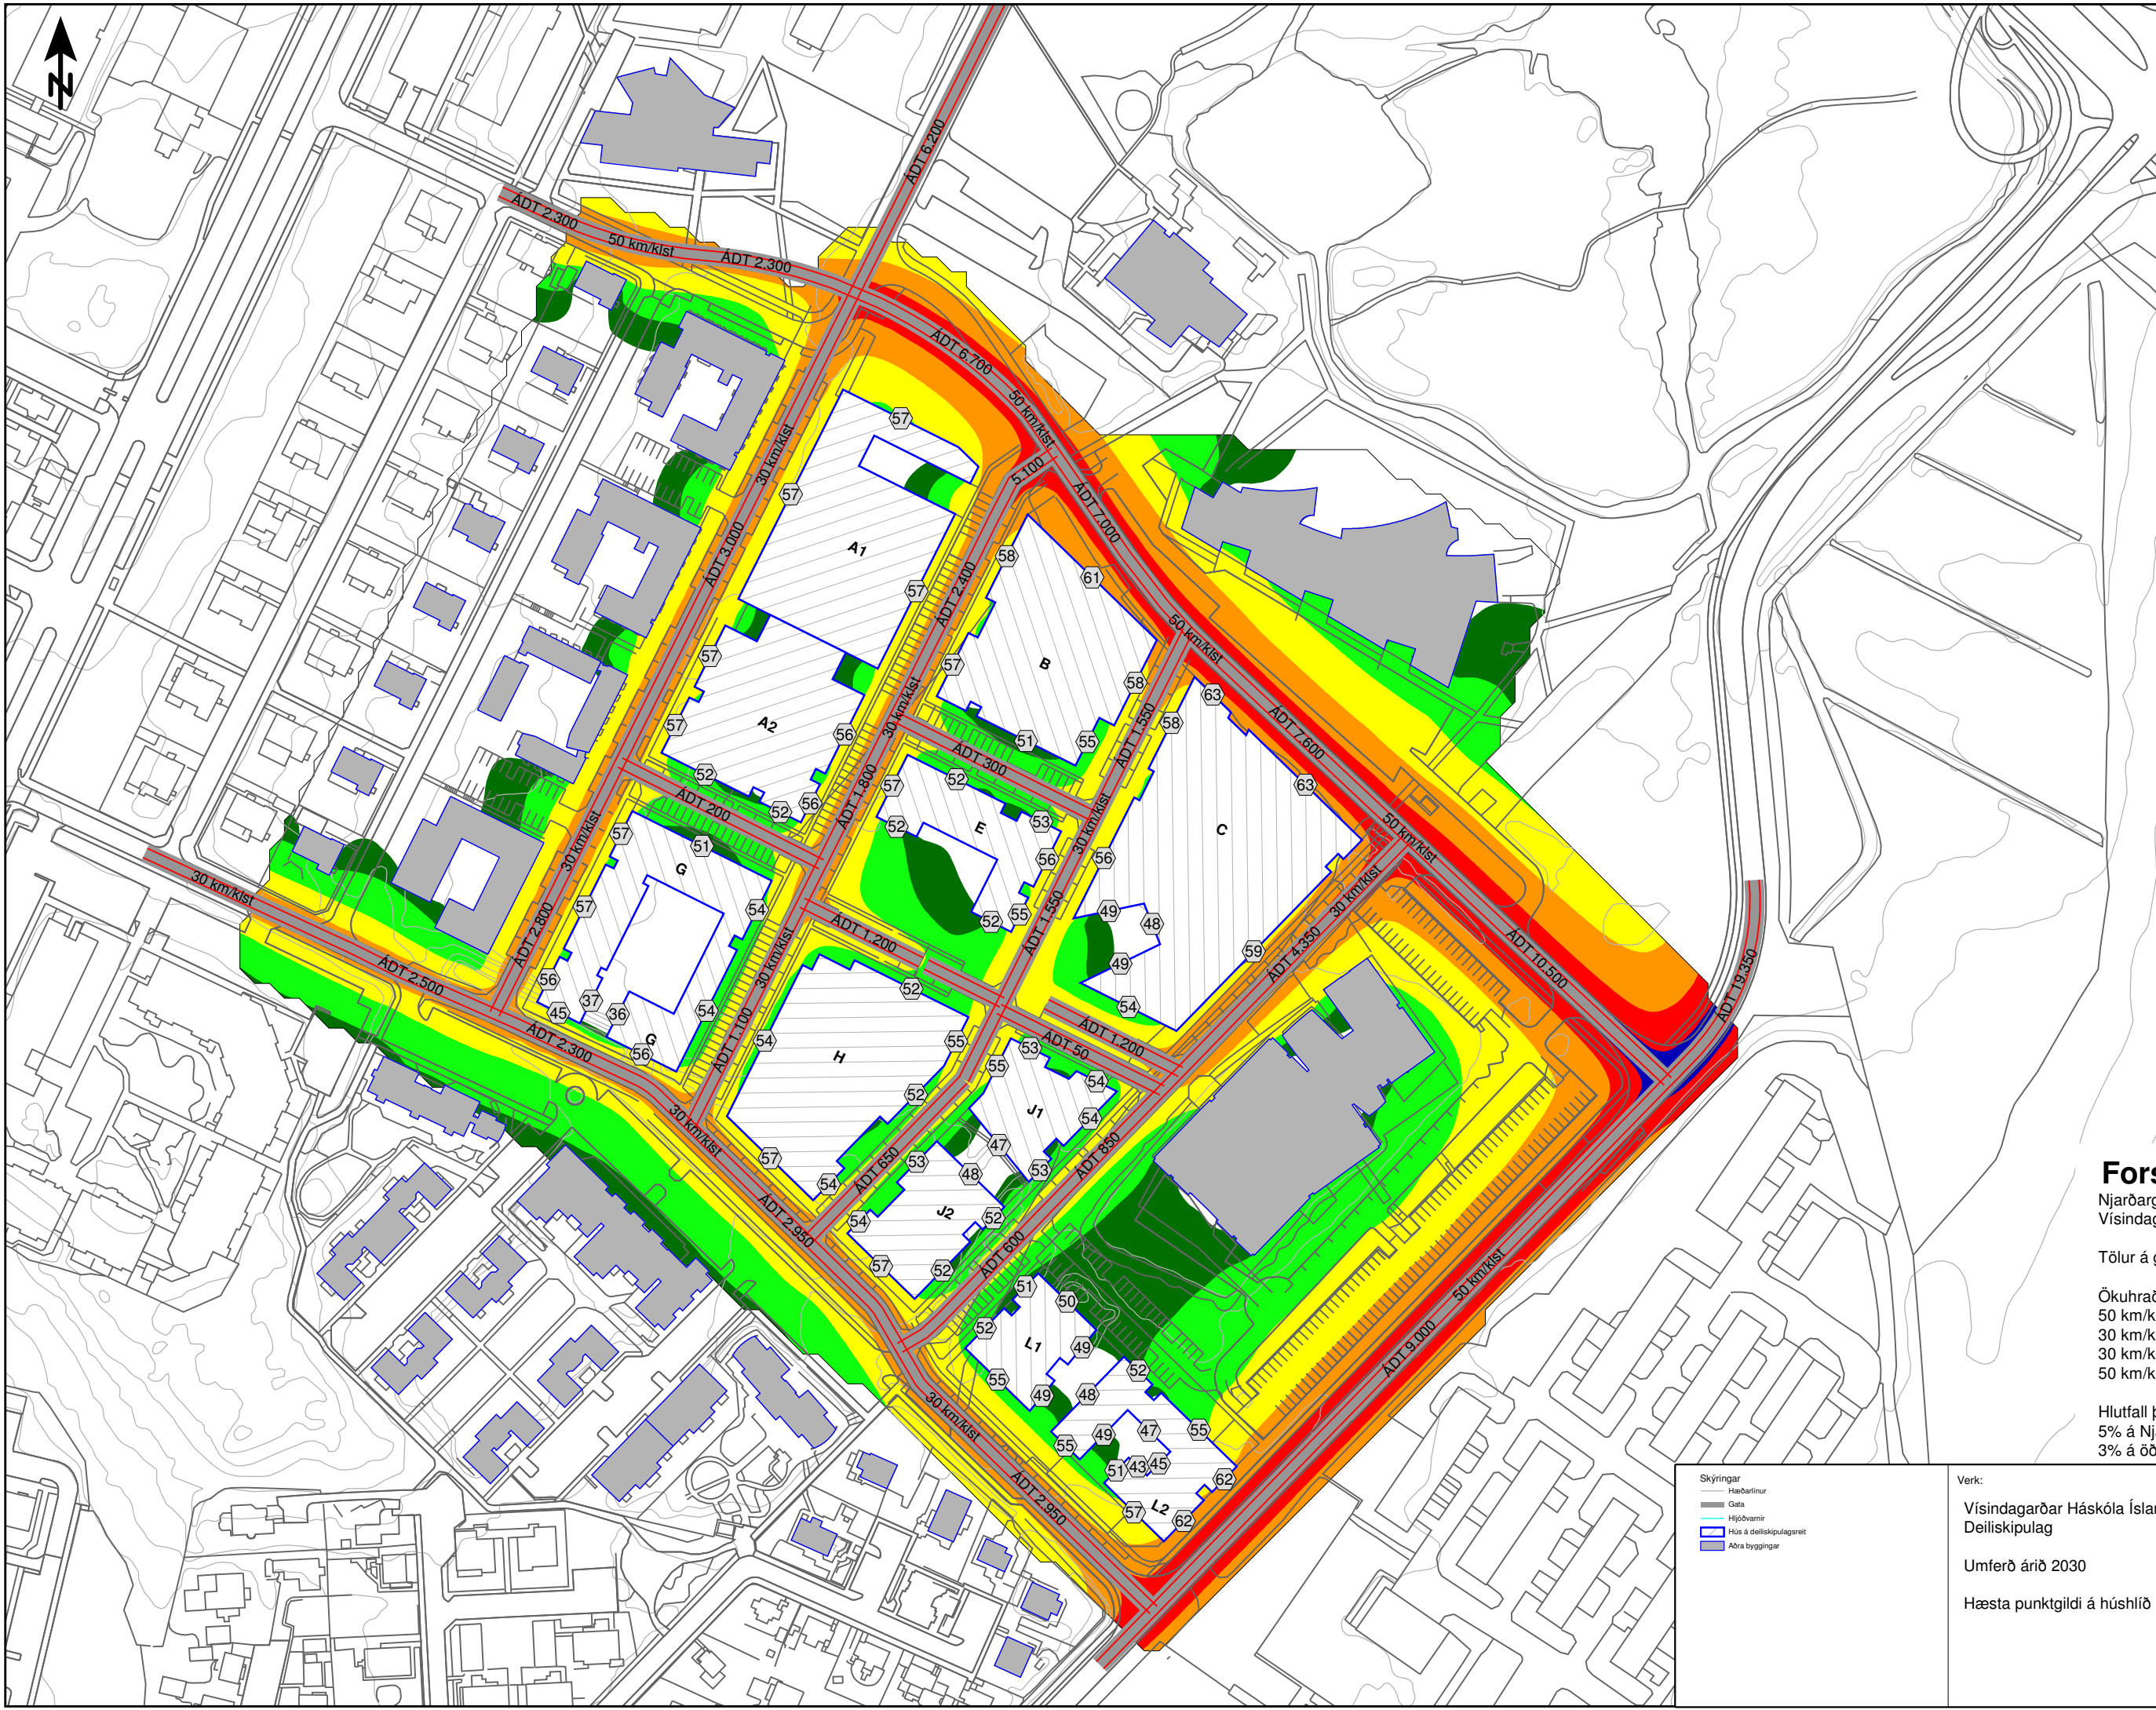 N
ÁDT 6.200
ÁDT 2.300
50 km/klst
ÁDT 2.300
ÁDT 6.700
50 km/klst
30 km/klst
57
5.100
57
ÁDT 7.000
A1
ÁDT 3.000
58
61
57
ÁDT 2.400
50 km/klst
57
57
B
58
63
57
A2
56
30 km/klst
58
ÁDT 1.550
ÁDT 7.600
51
55
ÁDT 300
52
57
52
63
ÁDT 200
52
56
ÁDT 1.800
52
E
53
30 km/klst
C
50 km/klst
57
51
30 km/klst
56
56
G
30 km/klst
30 km/klst
57
54
52
55
49
48
ÁDT 2.800
ÁDT 1.200
ÁDT 1.550
59
ÁDT 4.350
ÁDT 10.500
ÁDT 19.350
ÁDT 2.500
56
30 km/klst
49
52
37
45
36
54
54
ÁDT 1.200
ÁDT 50
ÁDT 2.300
G
56
ÁDT 1.100
54
H
55
53
55
54
52
J1
54
30 km/klst
57
47
53
54
ÁDT 650
53
48
ÁDT 850
ÁDT 2.950
54
J2
52
57
52
ÁDT 600
51
50
52
L1
49
50 km/klst
ÁDT 9.000
55
49
48
52
30 km/klst
55
49
47
55
51
43
45
62
ÁDT 2.950
57
L2
62
Fors
Njarðarg
Vísindag
Tölur á g
Ökuhrað
50 km/k
30 km/k
30 km/k
50 km/k
Hlutfall þ
5% á Nj
3% á öð
Skýringar
Hæðarlínur
Gata
Hljóðvarnir
Hús á deiliskipulagsreit
Aðra byggingar
Verk:
Vísindagarðar Háskóla Íslan
Deiliskipulag
Umferð árið 2030
Hæsta punktgildi á húshlíð